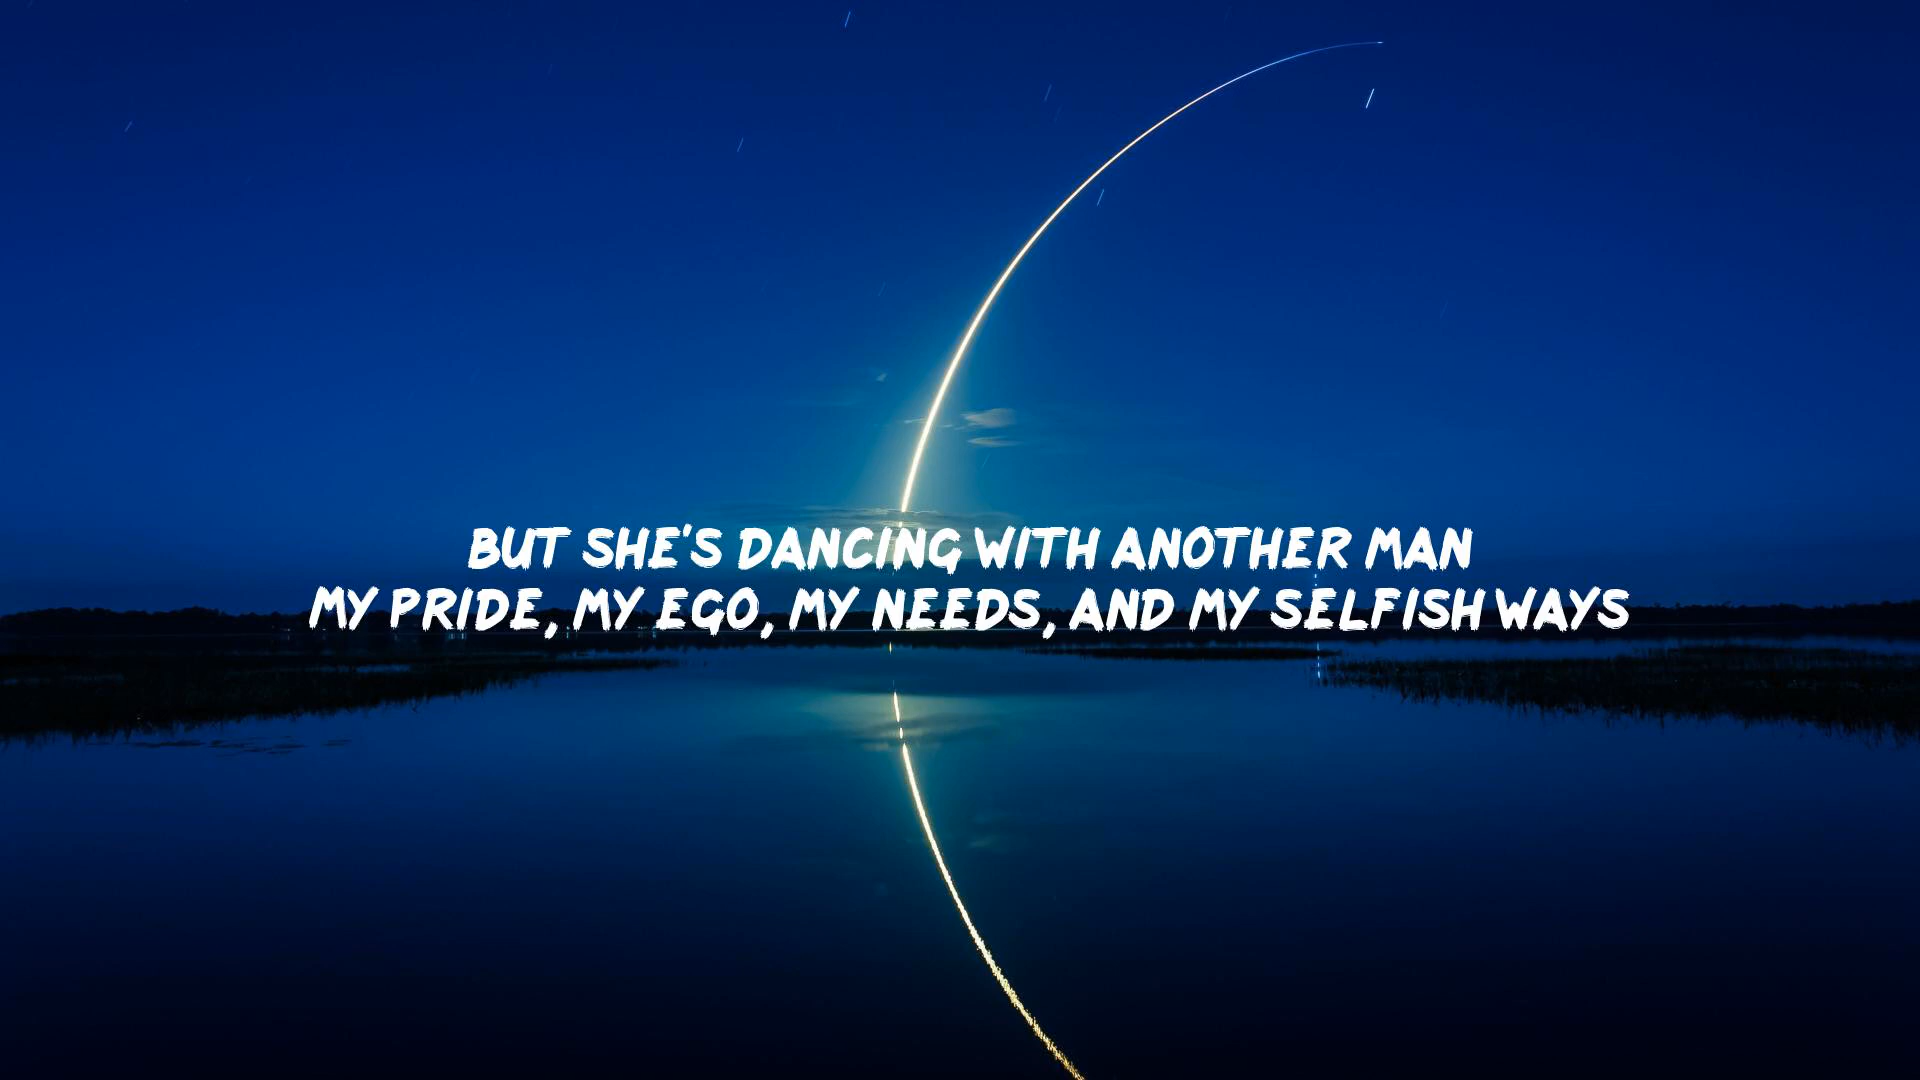 BUT SHE'S DANCING WITH ANOTHER MAN
MY PRIDE, MY EGO, MY NEEDS, AND MY SELFISH WAYS